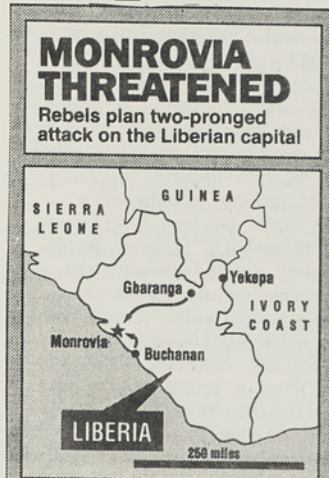 MONROVIA
THREATENED
Rebels plan two-pronged
attack on the Liberian capital
GUINEA
SIERRA
LEONE
Yekepa
Gbaranga
IVORY
COAST
Monrovia
Buchanan
LIBERIA
250 miles